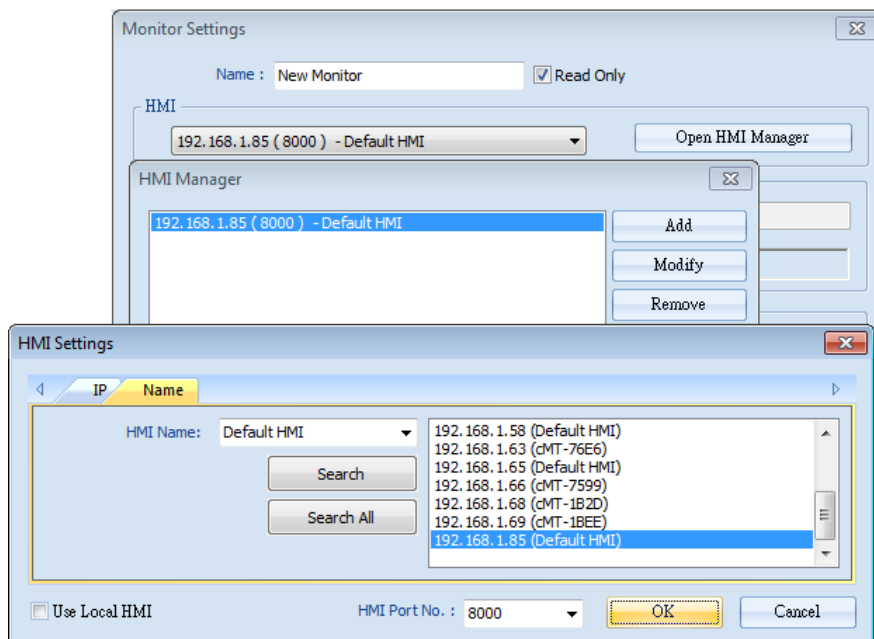 Monitor Settings
Name : New Monitor Read Only
HMI
192.168.1.85 ( 8000 ) - Default HMI Open HMI Manager
HMI Manager
192.168.1.85 ( 8000 ) - Default HMI
Add
Modify
Remove
HMI Settings
IP Name
HMI Name: Default HMI
Search
Search All
192.168.1.58 (Default HMI)
192.168.1.63 (cMT-76E6)
192.168.1.65 (Default HMI)
192.168.1.66 (cMT-7599)
192.168.1.68 (cMT-1B2D)
192.168.1.69 (cMT-1BEE)
192.168.1.85 (Default HMI)
Use Local HMI HMI Port No. : 8000 OK Cancel